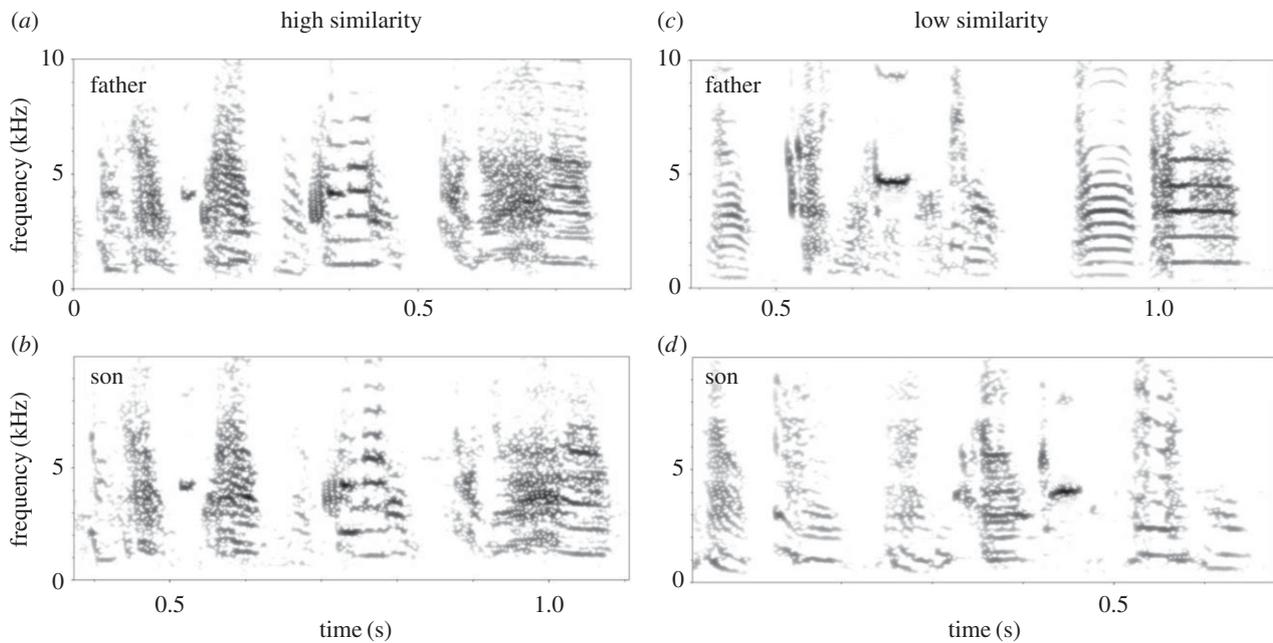 (a) high similarity
10
father
frequency (kHz)
5
0
0 0.5
(b)
son
frequency (kHz)
5
0
0.5 1.0
time (s)
(c) low similarity
10
father
5
0
0.5 1.0
(d)
son
5
0
0.5
time (s)